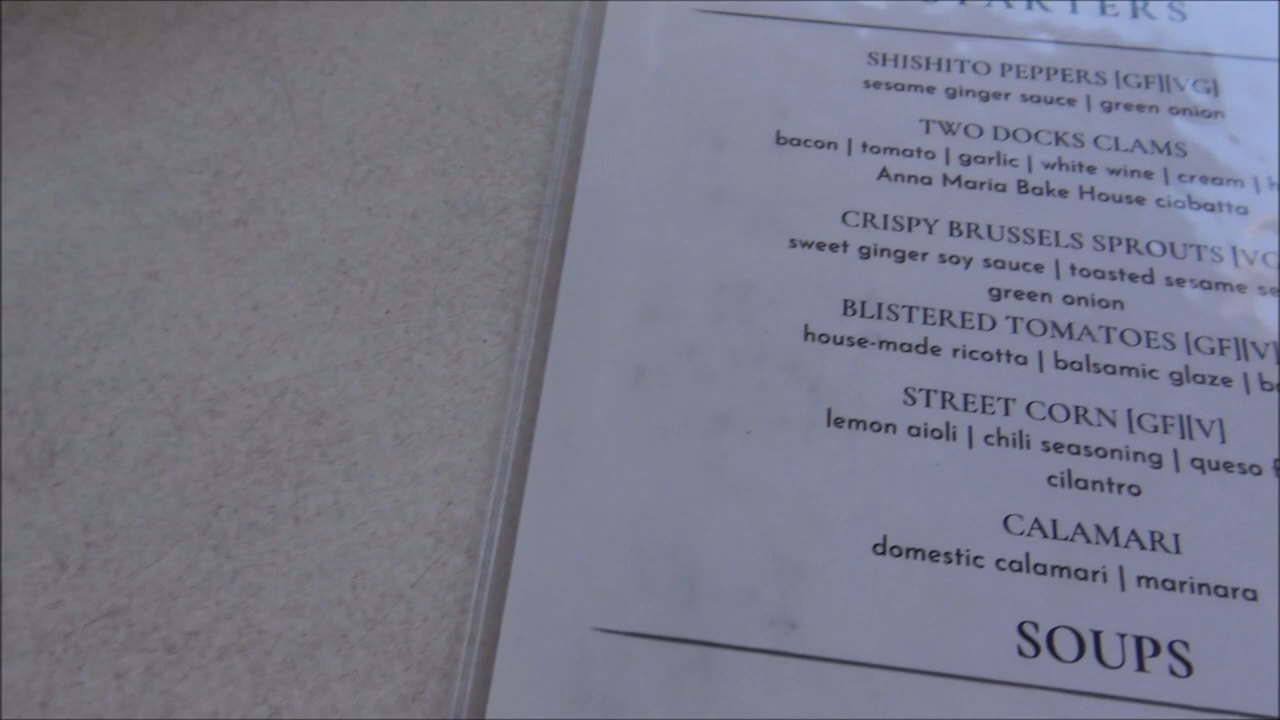 STARTERS
SHISHITO PEPPERS [GF][VG]
sesame ginger sauce | green onion
TWO DOCKS CLAMS
bacon | tomato | garlic | white wine | cream |
Anna Maria Bake House ciabatta
CRISPY BRUSSELS SPROUTS [VG
sweet ginger soy sauce | toasted sesame
green onion
BLISTERED TOMATOES [GF][V]
house-made ricotta | balsamic glaze |
STREET CORN [GF][V]
lemon aioli | chili seasoning | queso
cilantro
CALAMARI
domestic calamari | marinara
SOUPS